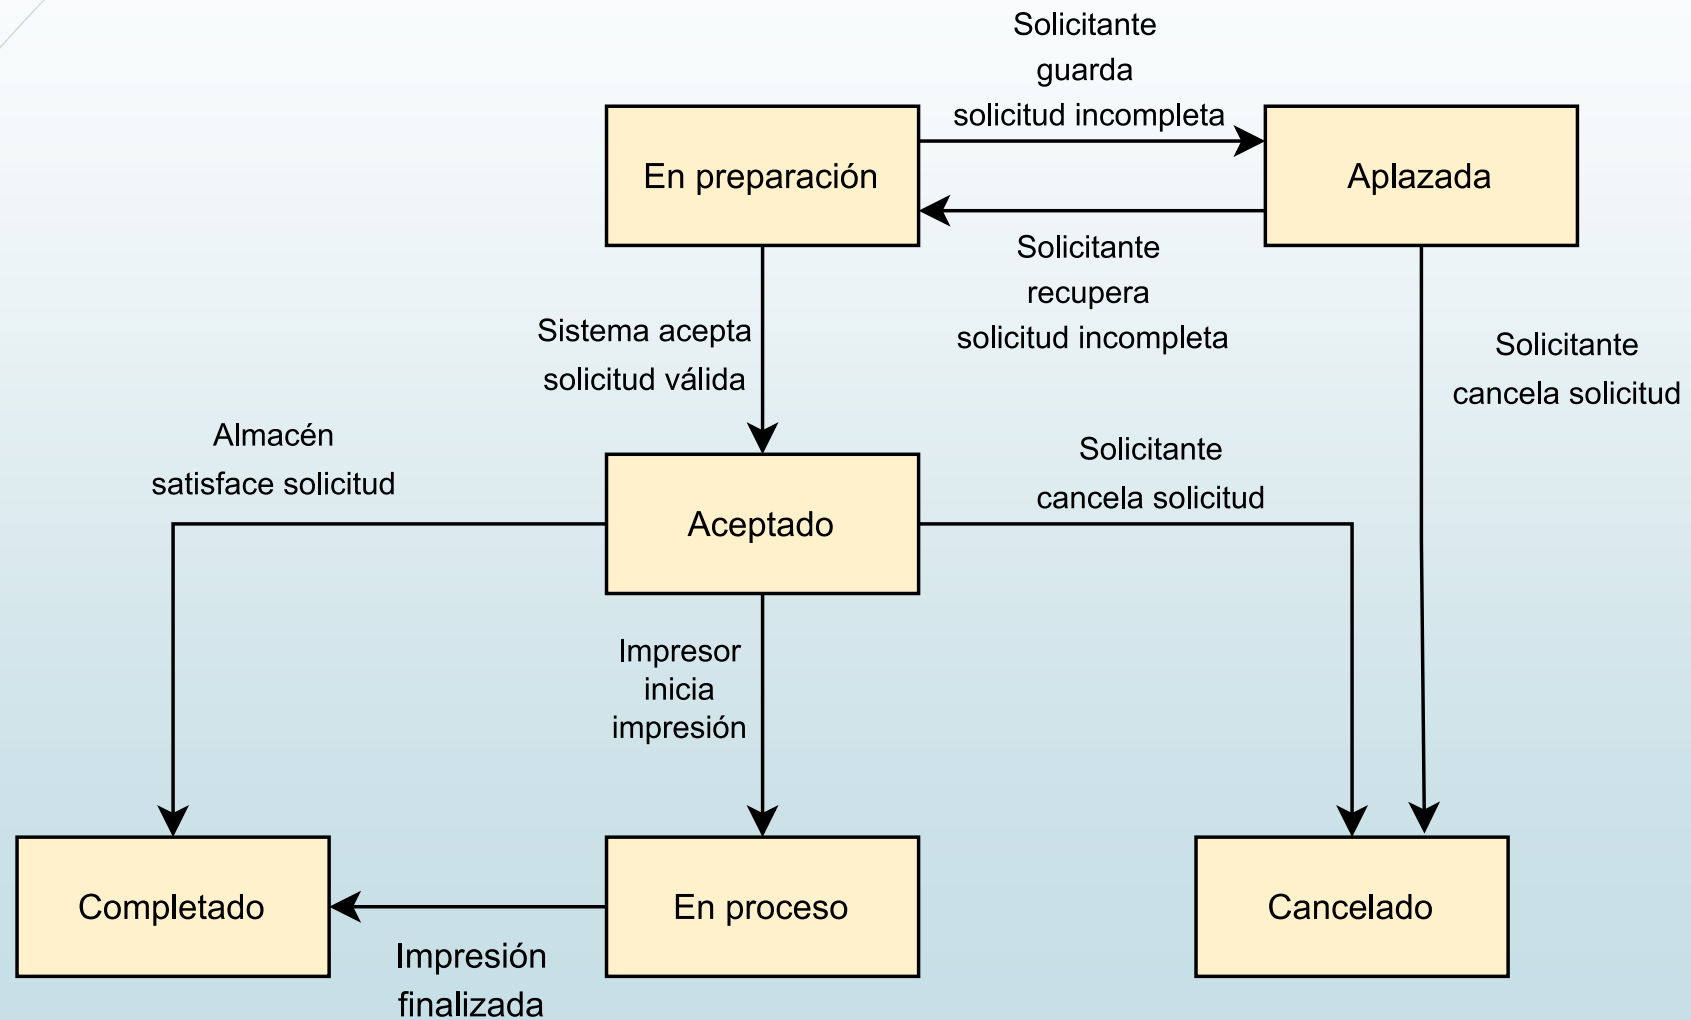 Solicitante
guarda
solicitud incompleta
En preparación
Aplazada
Solicitante
recupera
solicitud incompleta
Sistema acepta
solicitud válida
Solicitante
cancela solicitud
Almacén
satisface solicitud
Solicitante
cancela solicitud
Aceptado
Impresor
inicia
impresión
Completado
En proceso
Cancelado
Impresión
finalizada